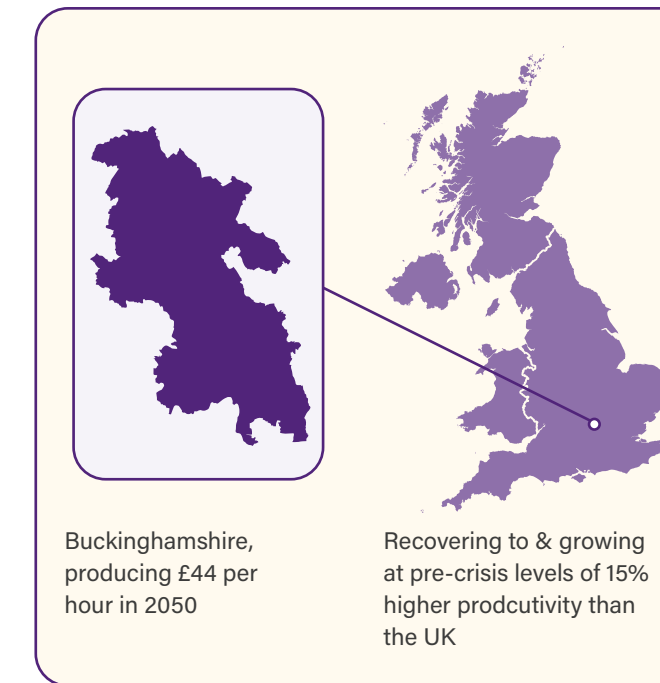 Buckinghamshire,
producing £44 per
hour in 2050
Recovering to & growing
at pre-crisis levels of 15%
higher prodcutivity than
the UK